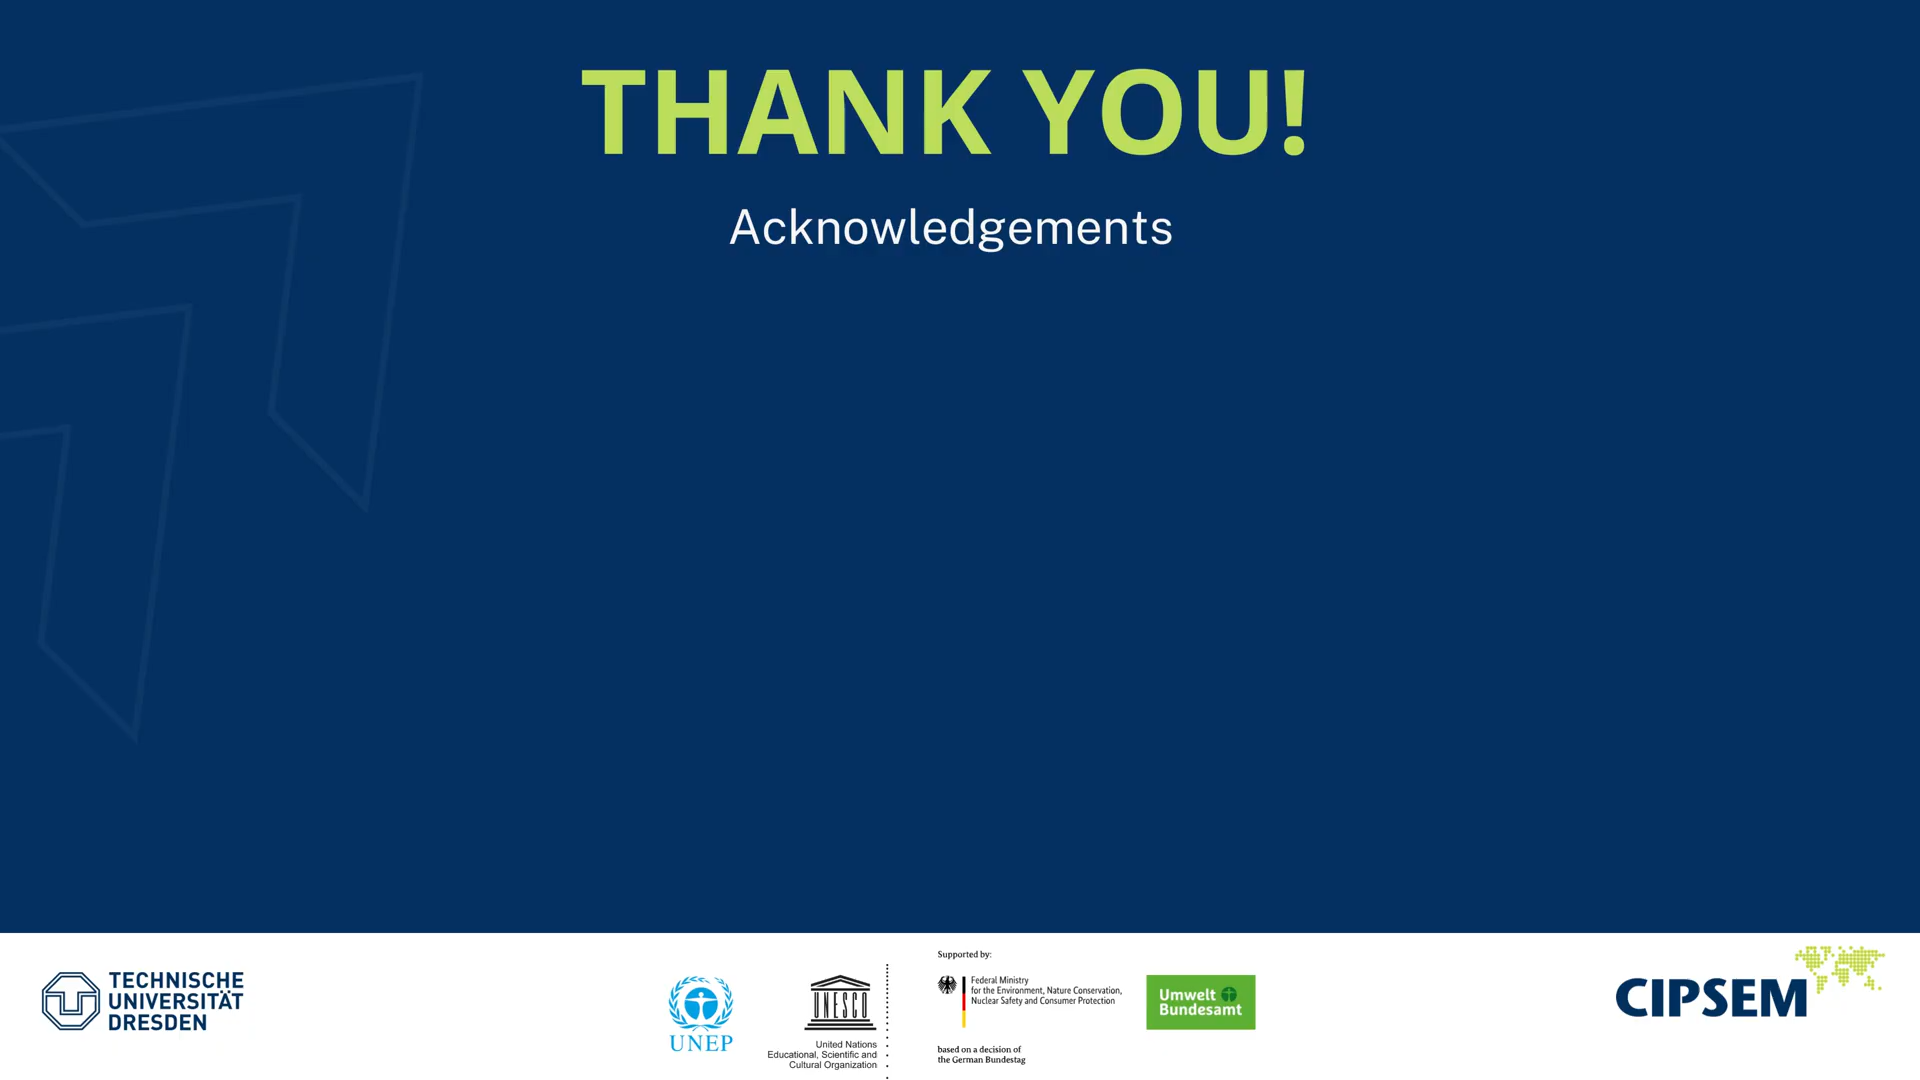 THANK YOU!
Acknowledgements
TECHNISCHE
UNIVERSITÄT
DRESDEN
UNEP
UNESCO
United Nations
Educational, Scientific and
Cultural Organization
Supported by:
Federal Ministry
for the Environment, Nature Conservation,
Nuclear Safety and Consumer Protection
based on a decision of
the German Bundestag
Umwelt
Bundesamt
CIPSEM